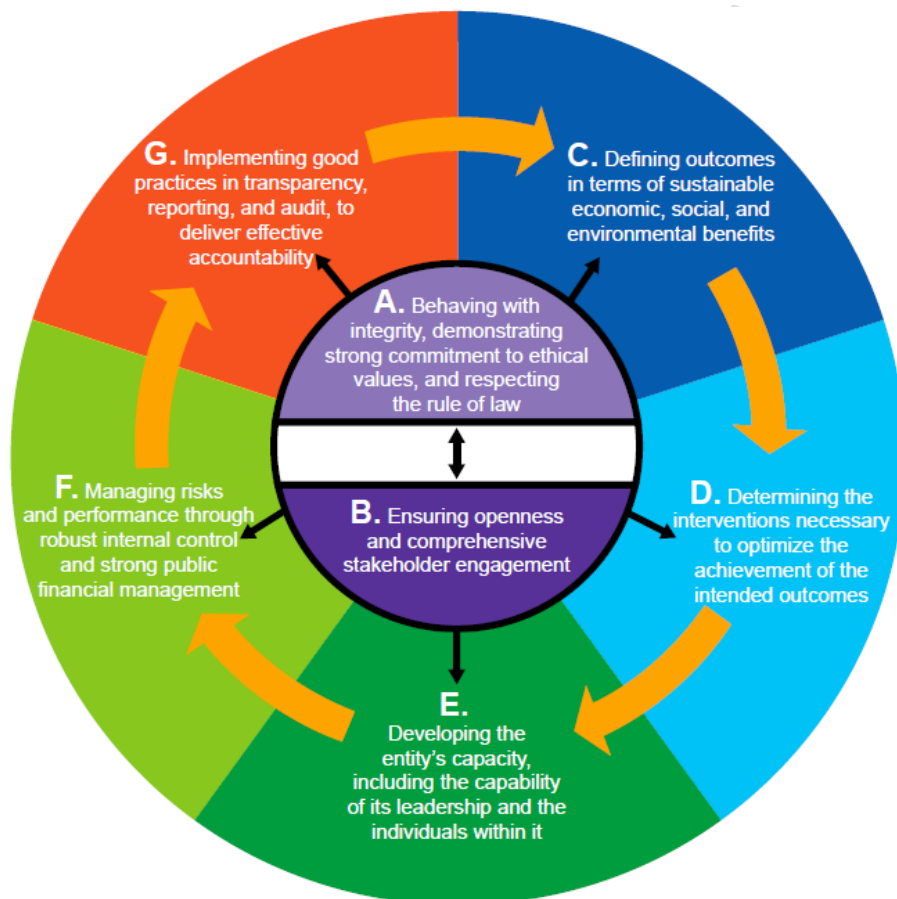 G. Implementing good
practices in transparency,
reporting, and audit, to
deliver effective
accountability
C. Defining outcomes
in terms of sustainable
economic, social, and
environmental benefits
A. Behaving with
integrity, demonstrating
strong commitment to ethical
values, and respecting
the rule of law
B. Ensuring openness
and comprehensive
stakeholder engagement
F. Managing risks
and performance through
robust internal control
and strong public
financial management
D. Determining the
interventions necessary
to optimize the
achievement of the
intended outcomes
E.
Developing the
entity's capacity,
including the capability
of its leadership and the
individuals within it